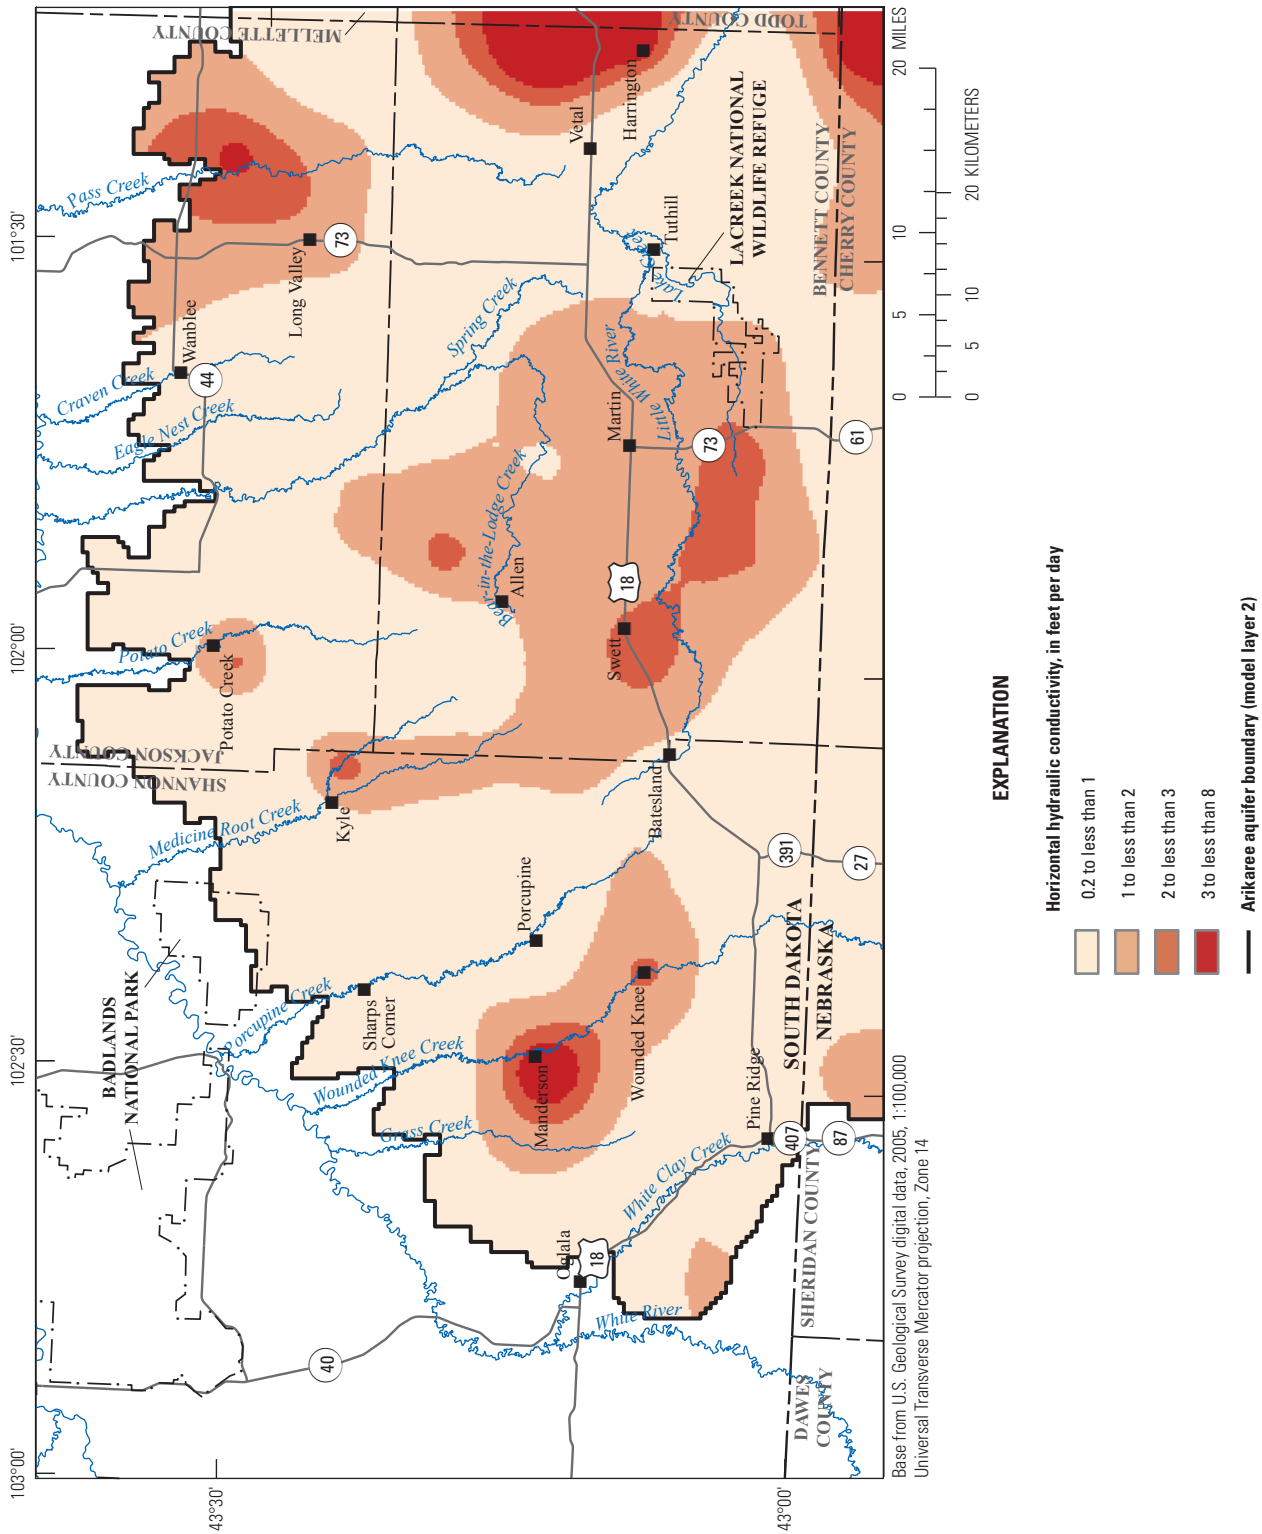 103°00'
102°30'
102°00'
101°30'
43°30'
43°00'
BADLANDS
NATIONAL PARK
SHANNON COUNTY
JACKSON COUNTY
MELLETTE COUNTY
TODD COUNTY
BENNETT COUNTY
CHERRY COUNTY
SOUTH DAKOTA
NEBRASKA
SHERIDAN COUNTY
DAWES
COUNTY
LACREEK NATIONAL
WILDLIFE REFUGE
Pass Creek
Craven Creek
Eagle Nest Creek
Potato Creek
Medicine Root Creek
Porcupine Creek
Wounded Knee Creek
Grass Creek
White Clay Creek
White River
Bear-in-the-Lodge Creek
Spring Creek
Little White River
Lake Creek
Wanblee
Long Valley
Potato Creek
Kyle
Sharps
Corner
Porcupine
Manderson
Wounded Knee
Oglala
Pine Ridge
Batesland
Swett
Allen
Martin
Tuthill
Vetal
Harrington
40
44
73
18
18
73
61
391
27
407
87
Base from U.S. Geological Survey digital data, 2005, 1:100,000
Universal Transverse Mercator projection, Zone 14
0 5 10 20 MILES
0 5 10 20 KILOMETERS
EXPLANATION
Horizontal hydraulic conductivity, in feet per day
0.2 to less than 1
1 to less than 2
2 to less than 3
3 to less than 8
Arikaree aquifer boundary (model layer 2)